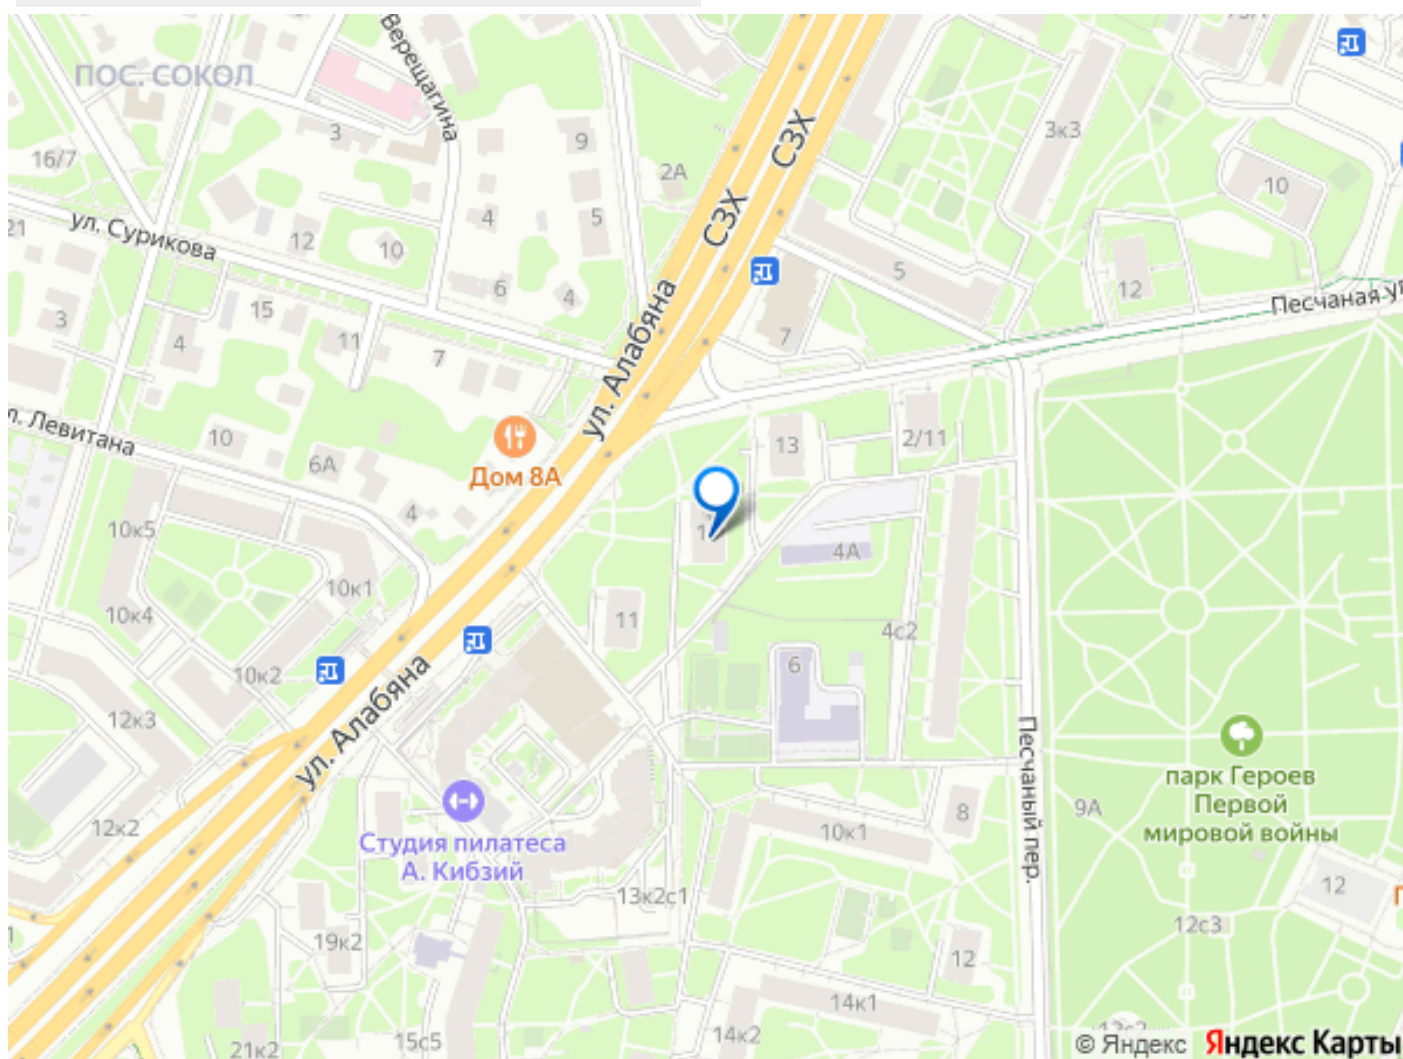 ПОС. СОКОЛ
Верещагина
3
16/7
21
ул. Сурикова
12
10
4
9
5
2А
СЗХ
СЗХ
3к3
10
12
5
7
Песчаная у
6
4
15
11
3
4
7
ул. Алабяна
л. Левитана
10
6А
4
Дом 8А
13
2/11
4А
4с2
6
11
10к5
10к4
10к1
10к2
12к3
12к2
ул. Алабяна
Студия пилатеса
А. Кибзий
13к2с1
10к1
8
Песчаный пер.
9А
парк Героев
Первой
мировой войны
12
12с3
19к2
12
14к1
14к2
15с5
21к2
© Яндекс
Яндекс Карты